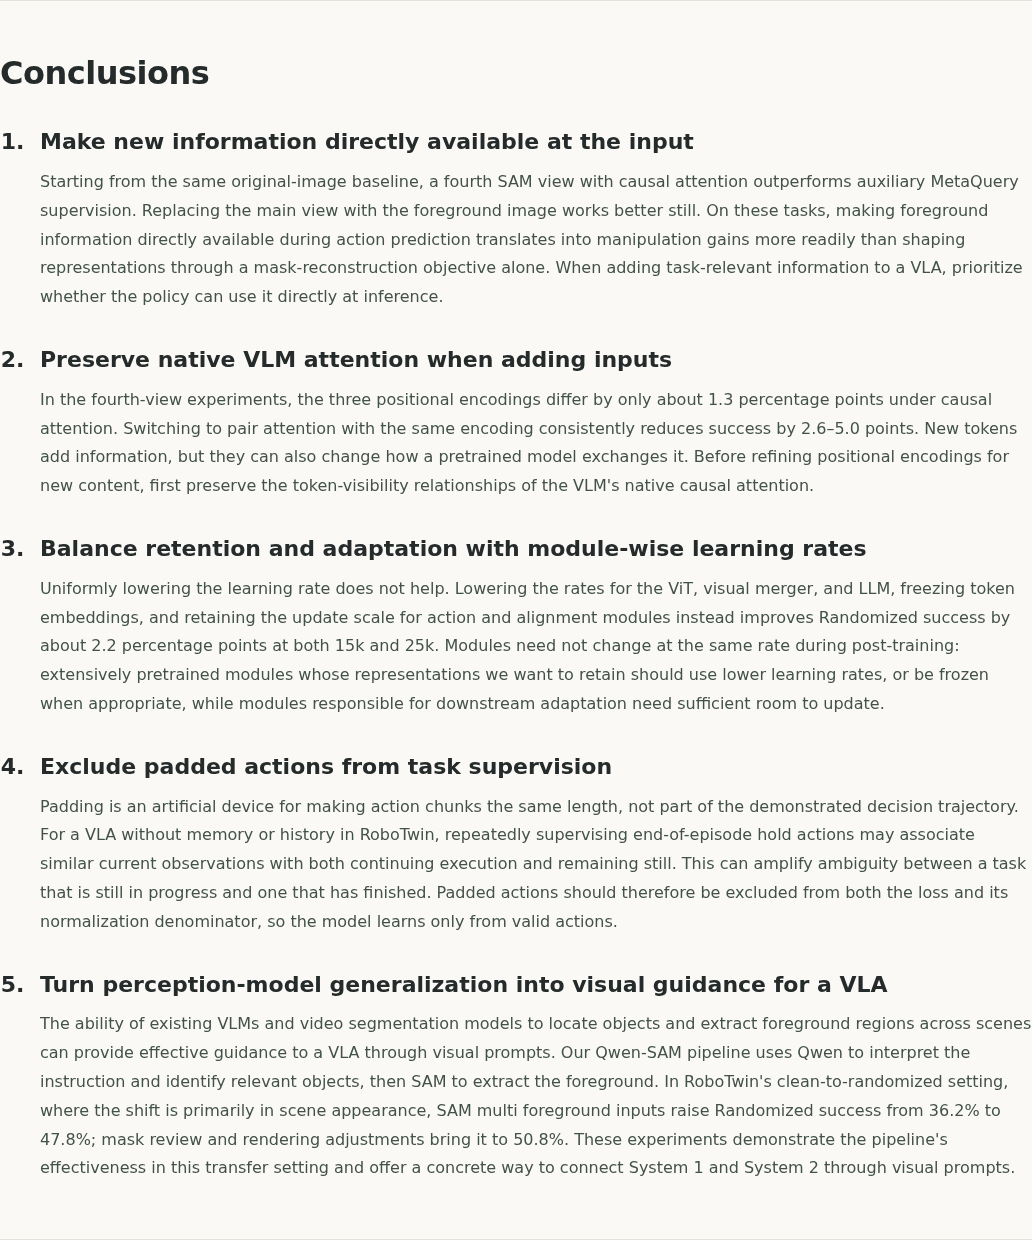 Conclusions
1. Make new information directly available at the input
Starting from the same original-image baseline, a fourth SAM view with causal attention outperforms auxiliary MetaQuery
supervision. Replacing the main view with the foreground image works better still. On these tasks, making foreground
information directly available during action prediction translates into manipulation gains more readily than shaping
representations through a mask-reconstruction objective alone. When adding task-relevant information to a VLA, prioritize
whether the policy can use it directly at inference.
2. Preserve native VLM attention when adding inputs
In the fourth-view experiments, the three positional encodings differ by only about 1.3 percentage points under causal
attention. Switching to pair attention with the same encoding consistently reduces success by 2.6–5.0 points. New tokens
add information, but they can also change how a pretrained model exchanges it. Before refining positional encodings for
new content, first preserve the token-visibility relationships of the VLM's native causal attention.
3. Balance retention and adaptation with module-wise learning rates
Uniformly lowering the learning rate does not help. Lowering the rates for the ViT, visual merger, and LLM, freezing token
embeddings, and retaining the update scale for action and alignment modules instead improves Randomized success by
about 2.2 percentage points at both 15k and 25k. Modules need not change at the same rate during post-training:
extensively pretrained modules whose representations we want to retain should use lower learning rates, or be frozen
when appropriate, while modules responsible for downstream adaptation need sufficient room to update.
4. Exclude padded actions from task supervision
Padding is an artificial device for making action chunks the same length, not part of the demonstrated decision trajectory.
For a VLA without memory or history in RoboTwin, repeatedly supervising end-of-episode hold actions may associate
similar current observations with both continuing execution and remaining still. This can amplify ambiguity between a task
that is still in progress and one that has finished. Padded actions should therefore be excluded from both the loss and its
normalization denominator, so the model learns only from valid actions.
5. Turn perception-model generalization into visual guidance for a VLA
The ability of existing VLMs and video segmentation models to locate objects and extract foreground regions across scenes
can provide effective guidance to a VLA through visual prompts. Our Qwen-SAM pipeline uses Qwen to interpret the
instruction and identify relevant objects, then SAM to extract the foreground. In RoboTwin's clean-to-randomized setting,
where the shift is primarily in scene appearance, SAM multi foreground inputs raise Randomized success from 36.2% to
47.8%; mask review and rendering adjustments bring it to 50.8%. These experiments demonstrate the pipeline's
effectiveness in this transfer setting and offer a concrete way to connect System 1 and System 2 through visual prompts.